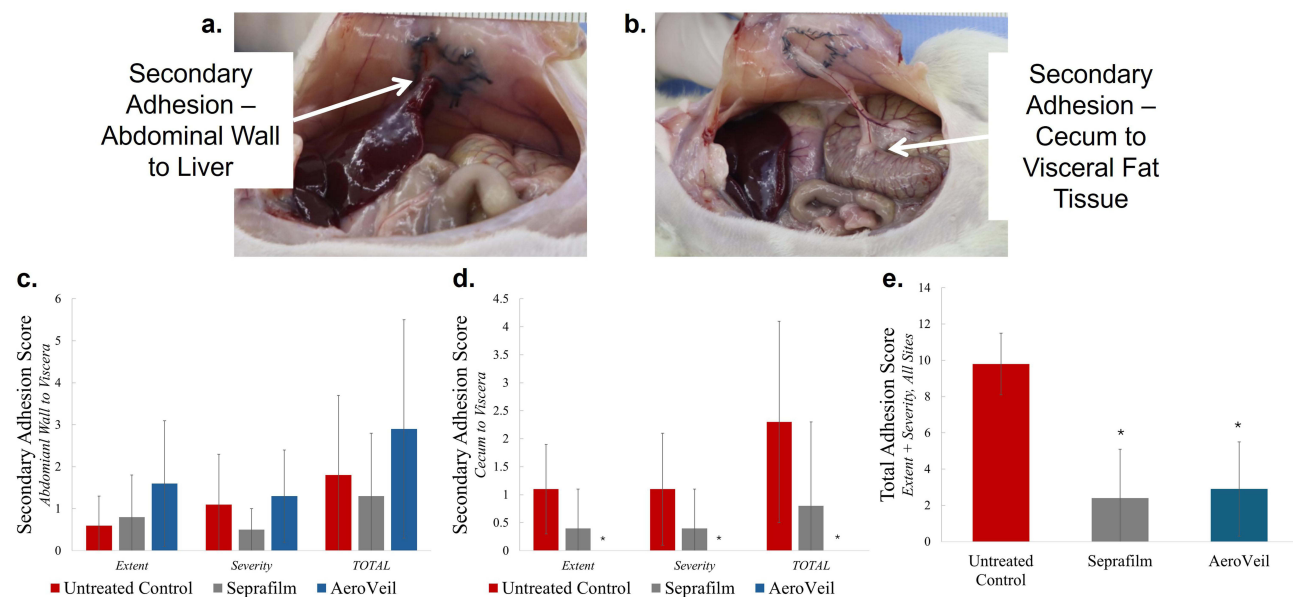 a.
Secondary
Adhesion –
Abdominal Wall
to Liver
b.
Secondary
Adhesion –
Cecum to
Visceral Fat
Tissue
c.
Secondary Adhesion Score
Abdomianl Wall to Viscera
6
5
4
3
2
1
0
Extent
Severity
TOTAL
Untreated Control
Seprafilm
AeroVeil
d.
Secondary Adhesion Score
Cecum to Viscera
4.5
4
3.5
3
2.5
2
1.5
1
0.5
0
*
*
*
Extent
Severity
TOTAL
Untreated Control
Seprafilm
AeroVeil
e.
Total Adhesion Score
Extent + Severity, All Sites
14
12
10
8
6
4
2
0
*
*
Untreated
Control
Seprafilm
AeroVeil